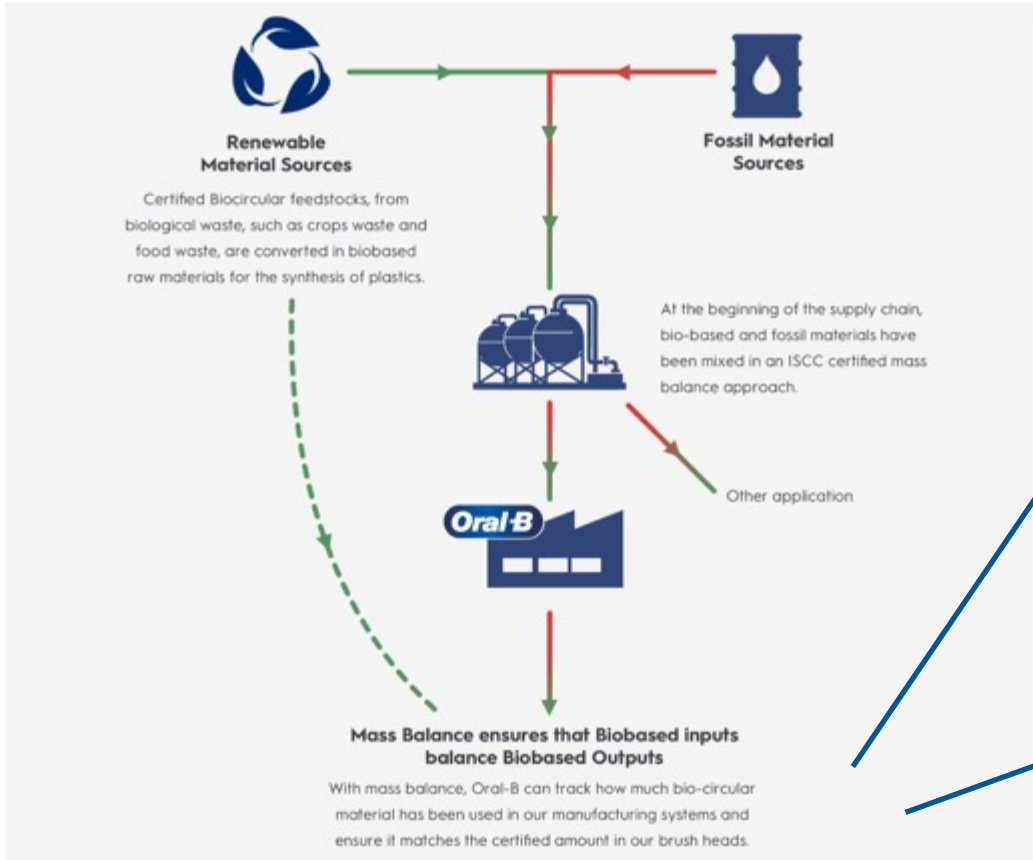 Renewable
Material Sources
Certified Biocircular feedstocks, from
biological waste, such as crops waste and
food waste, are converted in biobased
raw materials for the synthesis of plastics.
Fossil Material
Sources
At the beginning of the supply chain,
bio-based and fossil materials have
been mixed in an ISCC certified mass
balance approach.
Other application
Oral-B
Mass Balance ensures that Biobased inputs
balance Biobased Outputs
With mass balance, Oral-B can track how much bio-circular
material has been used in our manufacturing systems and
ensure it matches the certified amount in our brush heads.